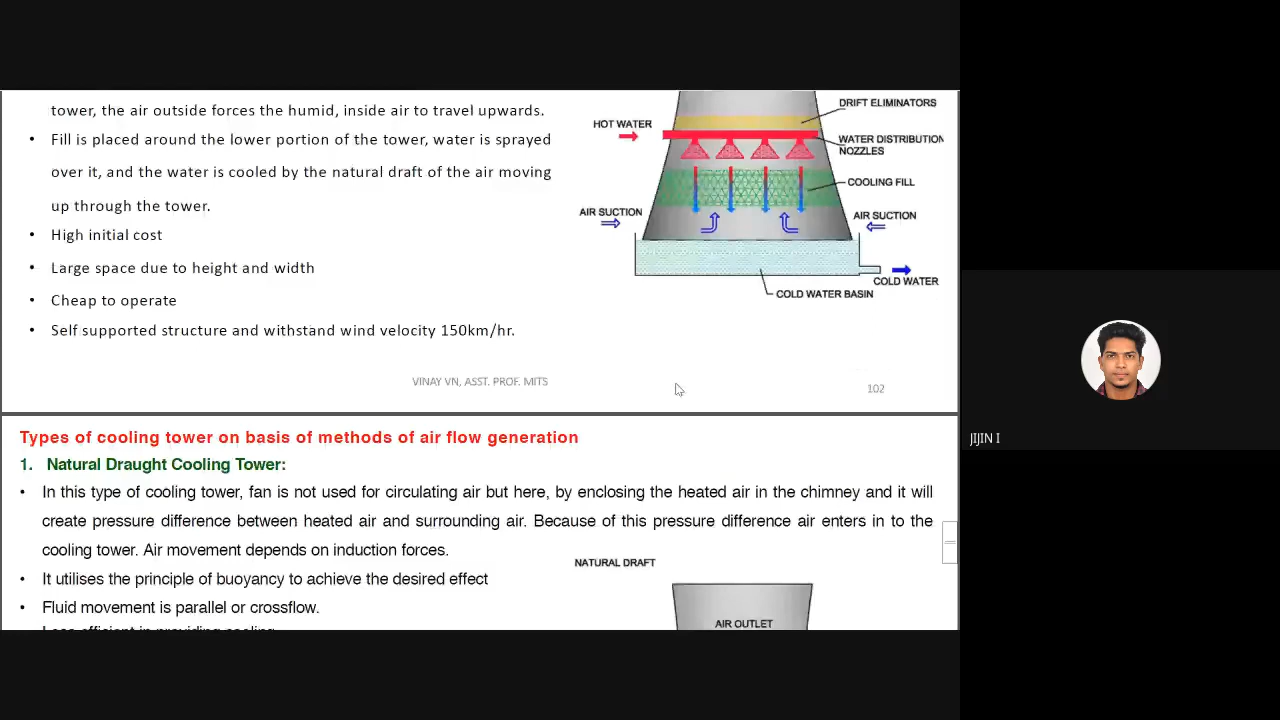 tower, the air outside forces the humid, inside air to travel upwards.
• Fill is placed around the lower portion of the tower, water is sprayed
over it, and the water is cooled by the natural draft of the air moving
up through the tower.
• High initial cost
• Large space due to height and width
• Cheap to operate
• Self supported structure and withstand wind velocity 150km/hr.
DRIFT ELIMINATORS
HOT WATER
WATER DISTRIBUTION
NOZZLES
COOLING FILL
AIR SUCTION
AIR SUCTION
COLD WATER
COLD WATER BASIN
VINAY VN, ASST. PROF. MITS
102
JIJIN I
Types of cooling tower on basis of methods of air flow generation
1. Natural Draught Cooling Tower:
• In this type of cooling tower, fan is not used for circulating air but here, by enclosing the heated air in the chimney and it will
create pressure difference between heated air and surrounding air. Because of this pressure difference air enters in to the
cooling tower. Air movement depends on induction forces.
• It utilises the principle of buoyancy to achieve the desired effect
• Fluid movement is parallel or crossflow.
Less efficient in providing cooling
NATURAL DRAFT
AIR OUTLET